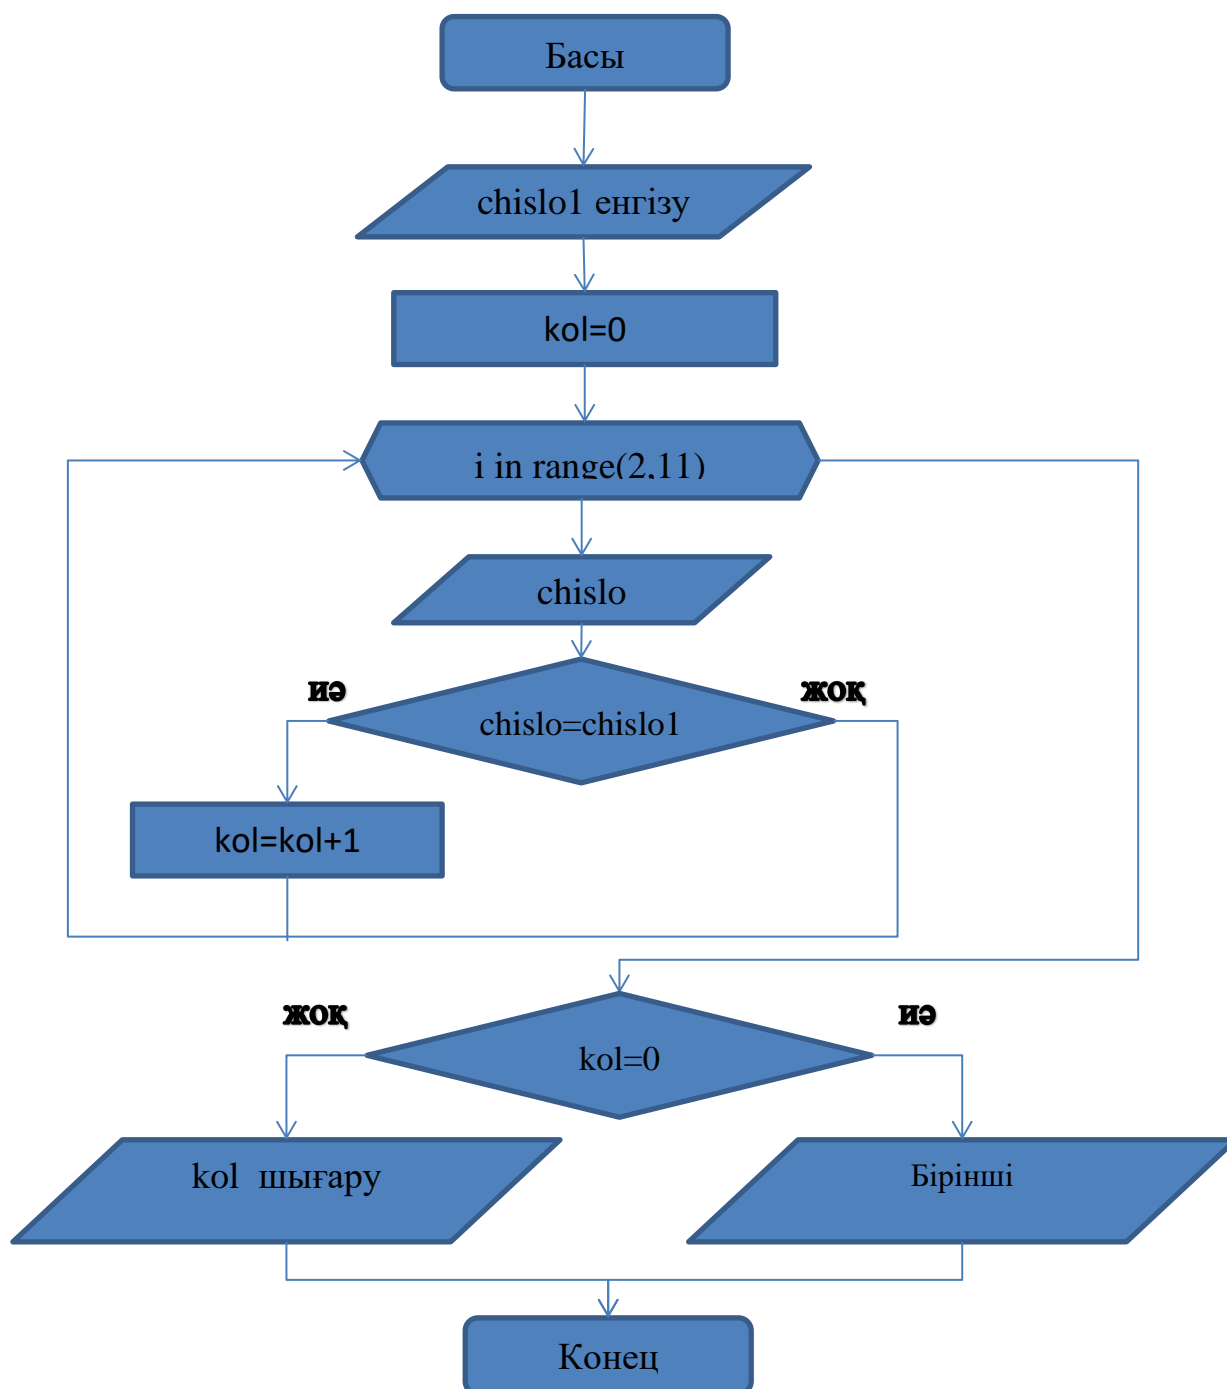 Басы
chislo1 енгізу
kol=0
i in range(2,11)
chislo
иә
жоқ
chislo=chislo1
kol=kol+1
жоқ
иә
kol=0
kol шығару
Бірінші
Конец